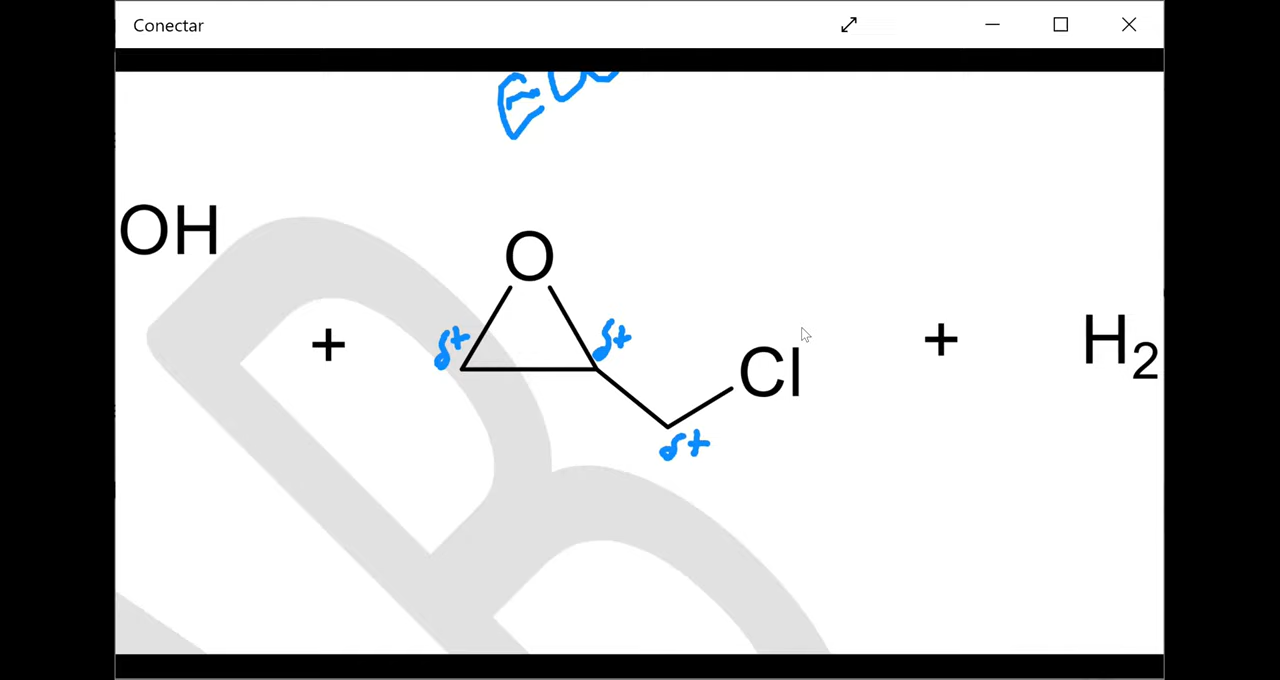 Conectar
OH
O
δ+ δ+
+ Cl + H₂
δ+